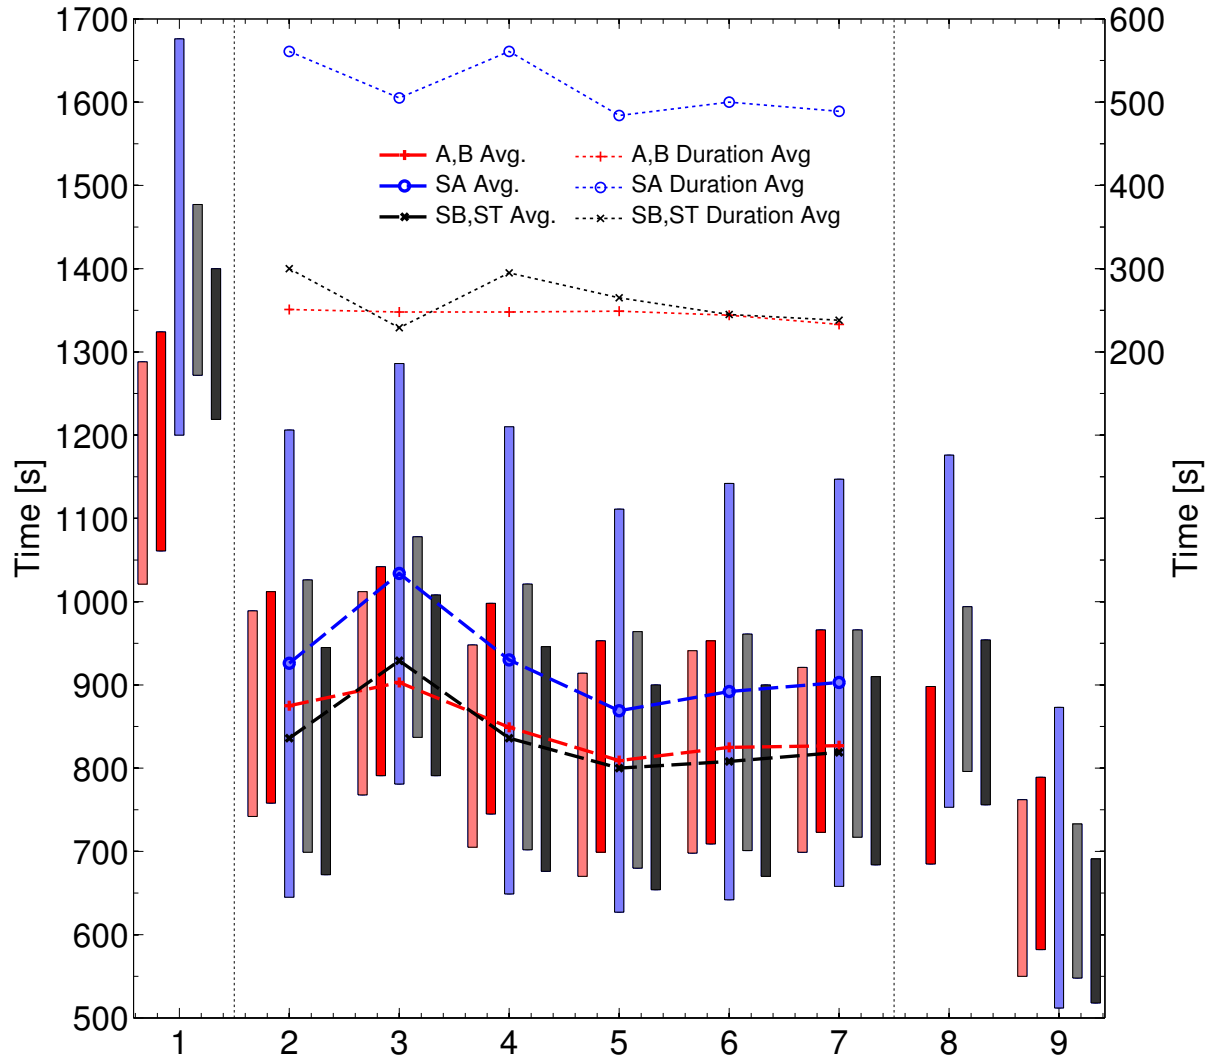 1700
1600
1500
1400
1300
1200
1100
1000
900
800
700
600
500
Time [s]
600
500
400
300
200
Time [s]
A,B Avg.
SA Avg.
SB,ST Avg.
A,B Duration Avg
SA Duration Avg
SB,ST Duration Avg
1 2 3 4 5 6 7 8 9